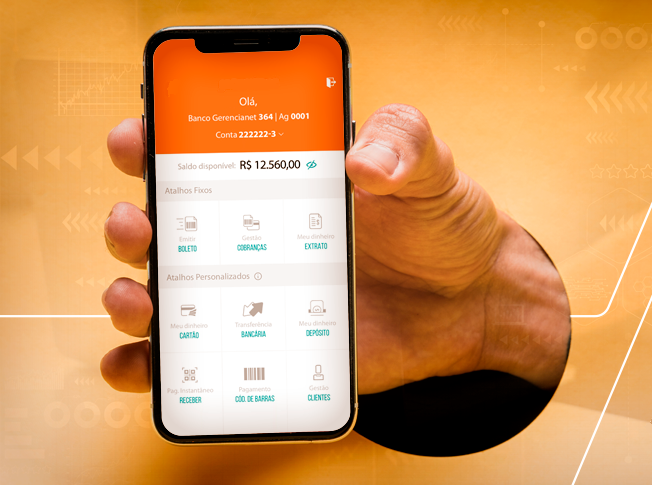 Olá,
Banco Gerencianet 364 | Ag 0001
Conta 222222-3
Saldo disponível: R$ 12.560,00
Atalhos Fixos
Emitir Gestão Meu dinheiro
BOLETO COBRANÇAS EXTRATO
Atalhos Personalizados
Meu dinheiro Transferência Meu dinheiro
CARTÃO BANCÁRIA DEPÓSITO
Pag. Instantâneo Pagamento Gestão
RECEBER CÓD. DE BARRAS CLIENTES